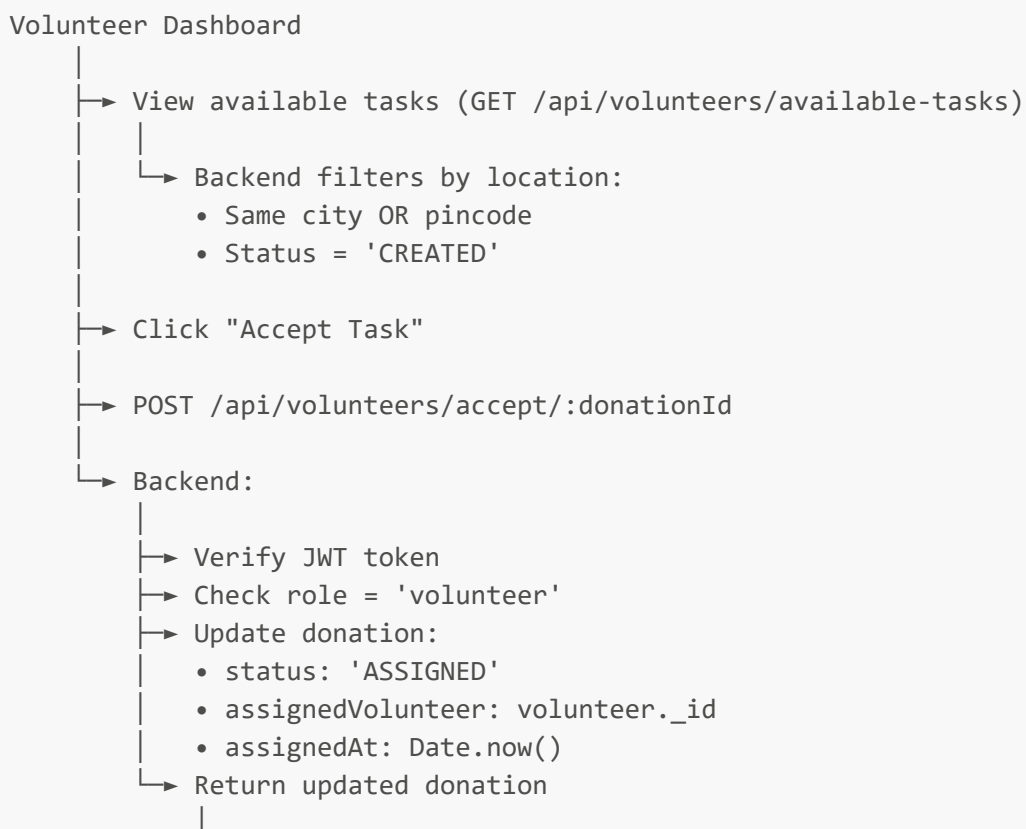 Volunteer Dashboard
View available tasks (GET /api/volunteers/available-tasks)
Backend filters by location:
• Same city OR pincode
• Status = 'CREATED'
Click "Accept Task"
POST /api/volunteers/accept/:donationId
Backend:
Verify JWT token
Check role = 'volunteer'
Update donation:
• status: 'ASSIGNED'
• assignedVolunteer: volunteer._id
• assignedAt: Date.now()
Return updated donation